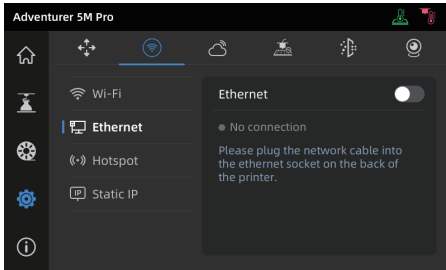 Adventurer 5M Pro
Wi-Fi
Ethernet
Hotspot
IP
Static IP
Ethernet
No connection
Please plug the network cable into
the ethernet socket on the back of
the printer.